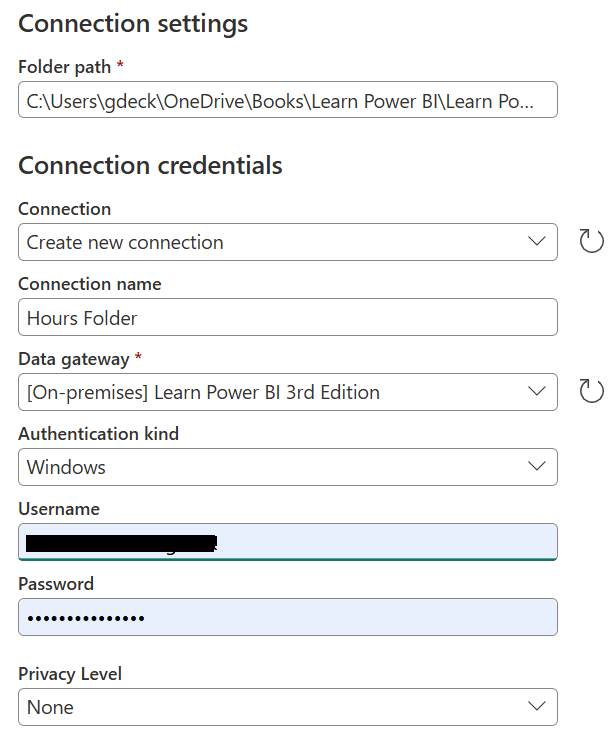 Connection settings
Folder path *
C:\Users\gdeck\OneDrive\Books\Learn Power BI\Learn Po...
Connection credentials
Connection
Create new connection
Connection name
Hours Folder
Data gateway *
[On-premises] Learn Power BI 3rd Edition
Authentication kind
Windows
Username
Password
•••••••••••••••
Privacy Level
None